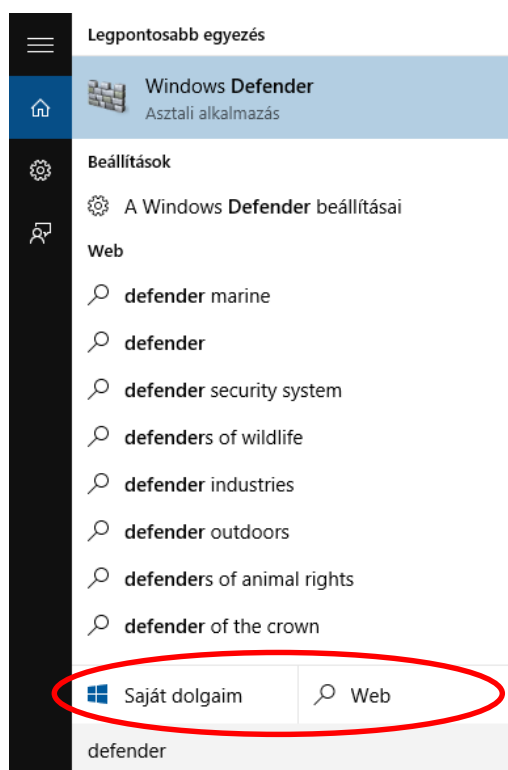 Legpontosabb egyezés
Windows Defender
Asztali alkalmazás
Beállítások
A Windows Defender beállításai
Web
defender marine
defender
defender security system
defenders of wildlife
defender industries
defender outdoors
defenders of animal rights
defender of the crown
Saját dolgaim
Web
defender